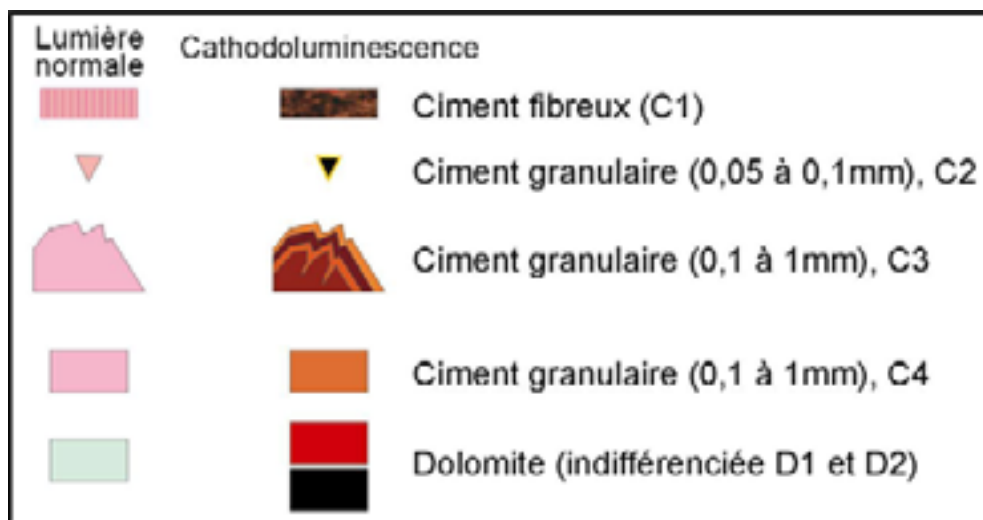 Lumière
normale
Cathodoluminescence
Ciment fibreux (C1)
Ciment granulaire (0,05 à 0,1mm), C2
Ciment granulaire (0,1 à 1mm), C3
Ciment granulaire (0,1 à 1mm), C4
Dolomite (indifférenciée D1 et D2)